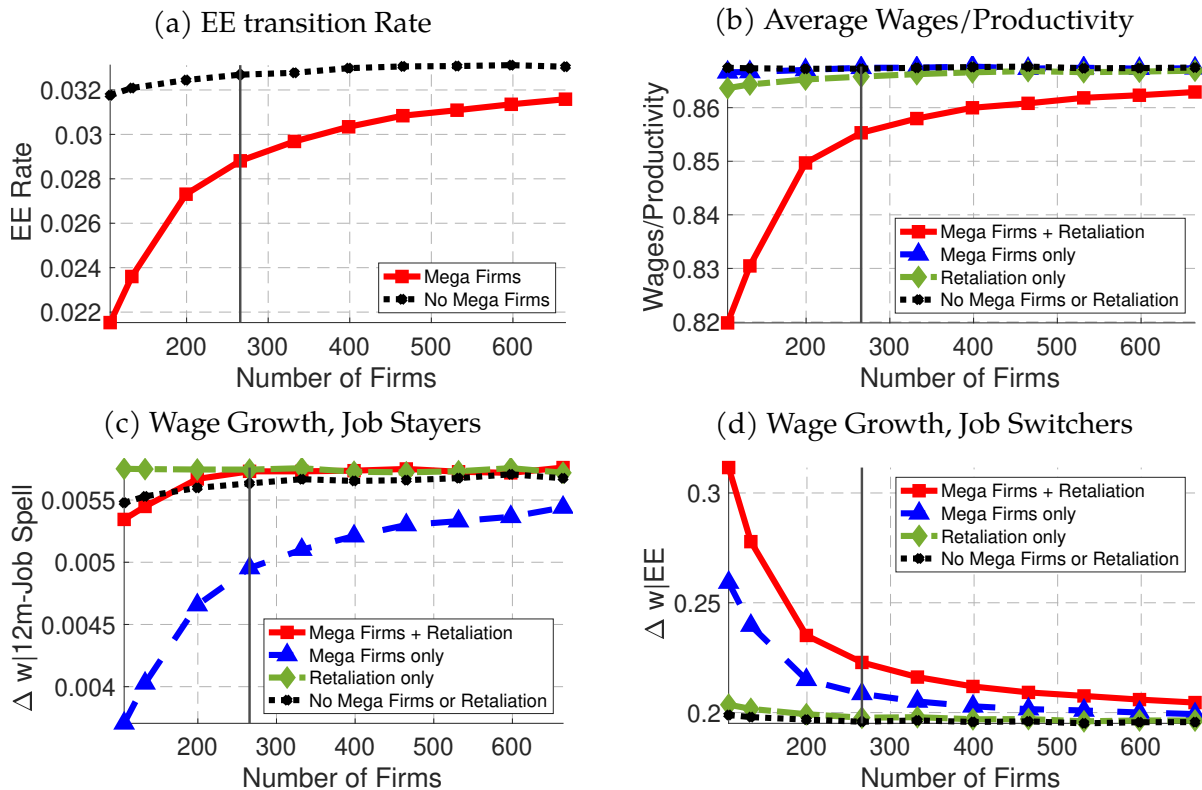 (a) EE transition Rate
EE Rate
0.032
0.03
0.028
0.026
0.024
0.022
Mega Firms
No Mega Firms
200 300 400 500 600
Number of Firms
(b) Average Wages/Productivity
Wages/Productivity
0.86
0.85
0.84
0.83
0.82
Mega Firms + Retaliation
Mega Firms only
Retaliation only
No Mega Firms or Retaliation
200 300 400 500 600
Number of Firms
(c) Wage Growth, Job Stayers
Δ w|12m-Job Spell
0.0055
0.005
0.0045
0.004
Mega Firms + Retaliation
Mega Firms only
Retaliation only
No Mega Firms or Retaliation
200 300 400 500 600
Number of Firms
(d) Wage Growth, Job Switchers
Δ w|EE
0.3
0.25
0.2
Mega Firms + Retaliation
Mega Firms only
Retaliation only
No Mega Firms or Retaliation
200 300 400 500 600
Number of Firms